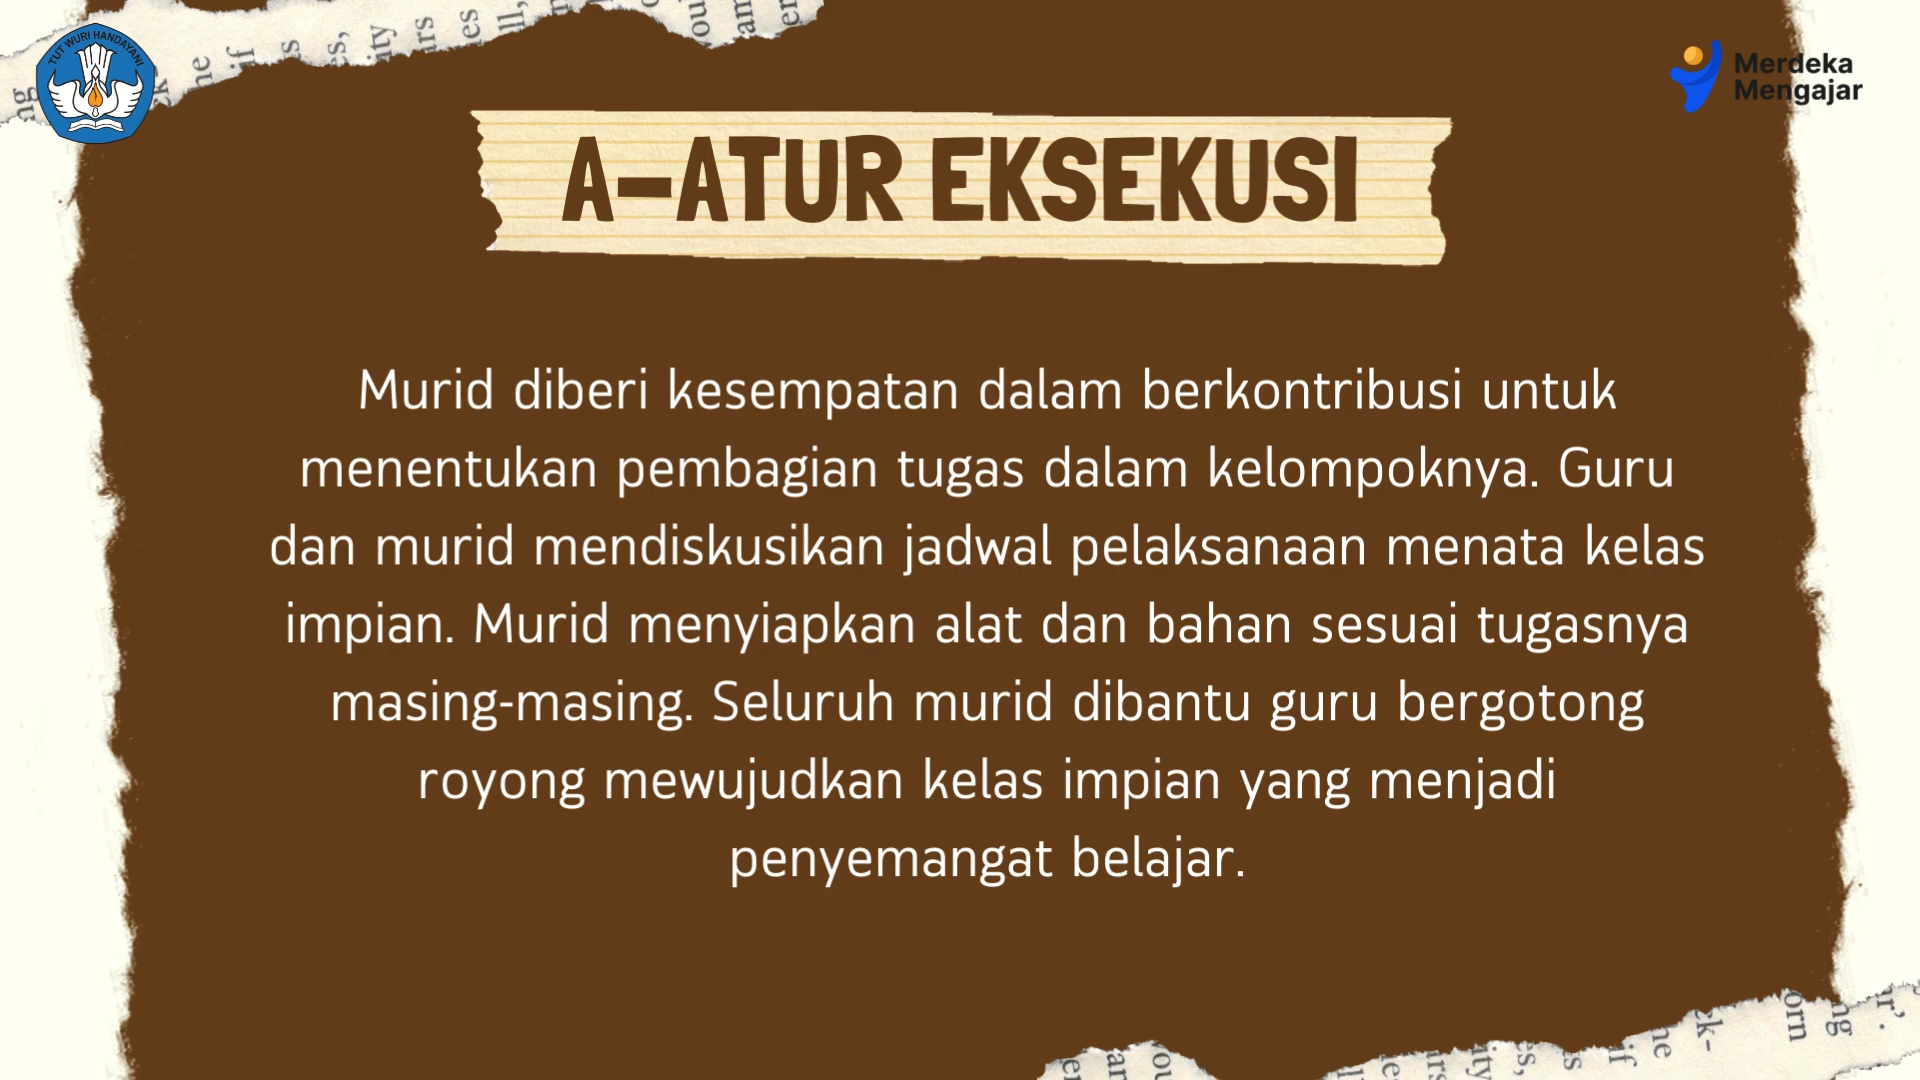 TUT WURI HANDAYANI
Merdeka
Mengajar
A-ATUR EKSEKUSI
Murid diberi kesempatan dalam berkontribusi untuk
menentukan pembagian tugas dalam kelompoknya. Guru
dan murid mendiskusikan jadwal pelaksanaan menata kelas
impian. Murid menyiapkan alat dan bahan sesuai tugasnya
masing-masing. Seluruh murid dibantu guru bergotong
royong mewujudkan kelas impian yang menjadi
penyemangat belajar.